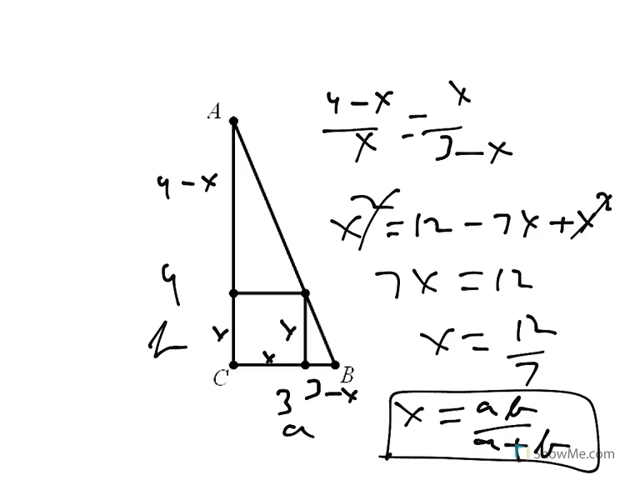 A
4-x
4
b
x
x
x
C
B
3
3-x
a
(4-x)/x = x/(3-x)
x² = 12 - 7x + x²
7x = 12
x = 12/7
x = ab/(a+b)
ShowMe.com